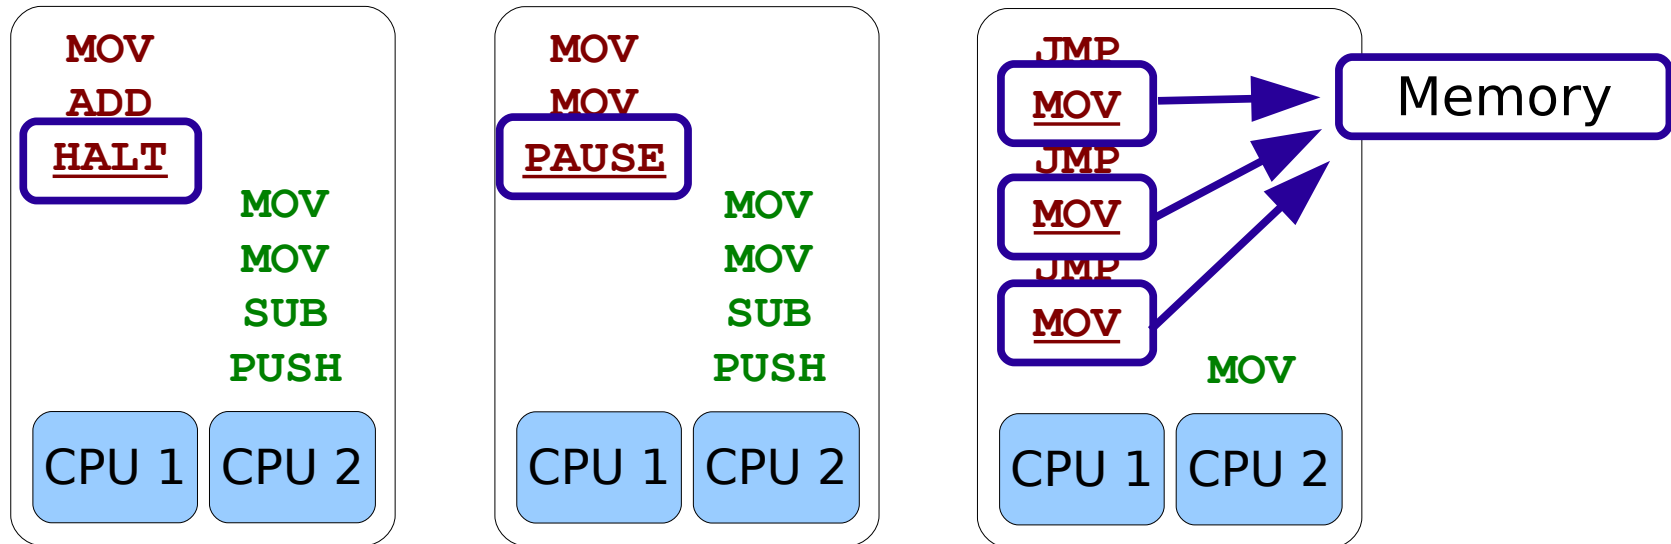 MOV
ADD
HALT
MOV
MOV
SUB
PUSH
CPU 1
CPU 2
MOV
MOV
PAUSE
MOV
MOV
SUB
PUSH
CPU 1
CPU 2
JMP
MOV
JMP
MOV
JMP
MOV
MOV
CPU 1
CPU 2
Memory